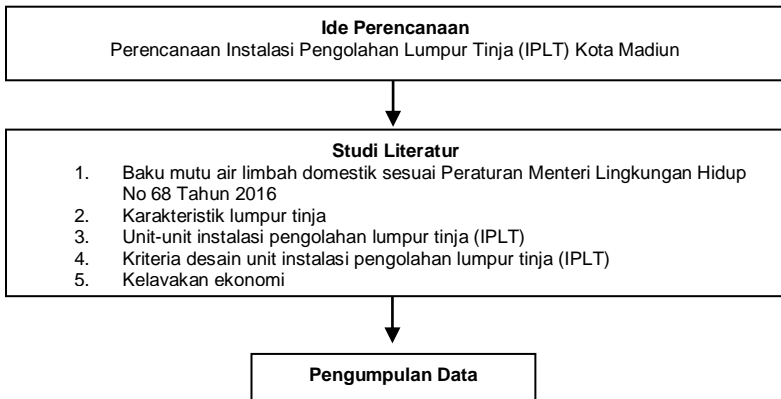 Ide Perencanaan
Perencanaan Instalasi Pengolahan Lumpur Tinja (IPLT) Kota Madiun
Studi Literatur
1. Baku mutu air limbah domestik sesuai Peraturan Menteri Lingkungan Hidup
No 68 Tahun 2016
2. Karakteristik lumpur tinja
3. Unit-unit instalasi pengolahan lumpur tinja (IPLT)
4. Kriteria desain unit instalasi pengolahan lumpur tinja (IPLT)
5. Kelavakan ekonomi
Pengumpulan Data